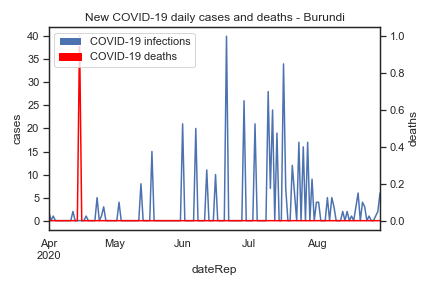 New COVID-19 daily cases and deaths - Burundi
COVID-19 infections
COVID-19 deaths
40
35
30
25
20
15
10
5
0
cases
1.0
0.8
0.6
0.4
0.2
0.0
deaths
Apr May Jun Jul Aug
2020
dateRep